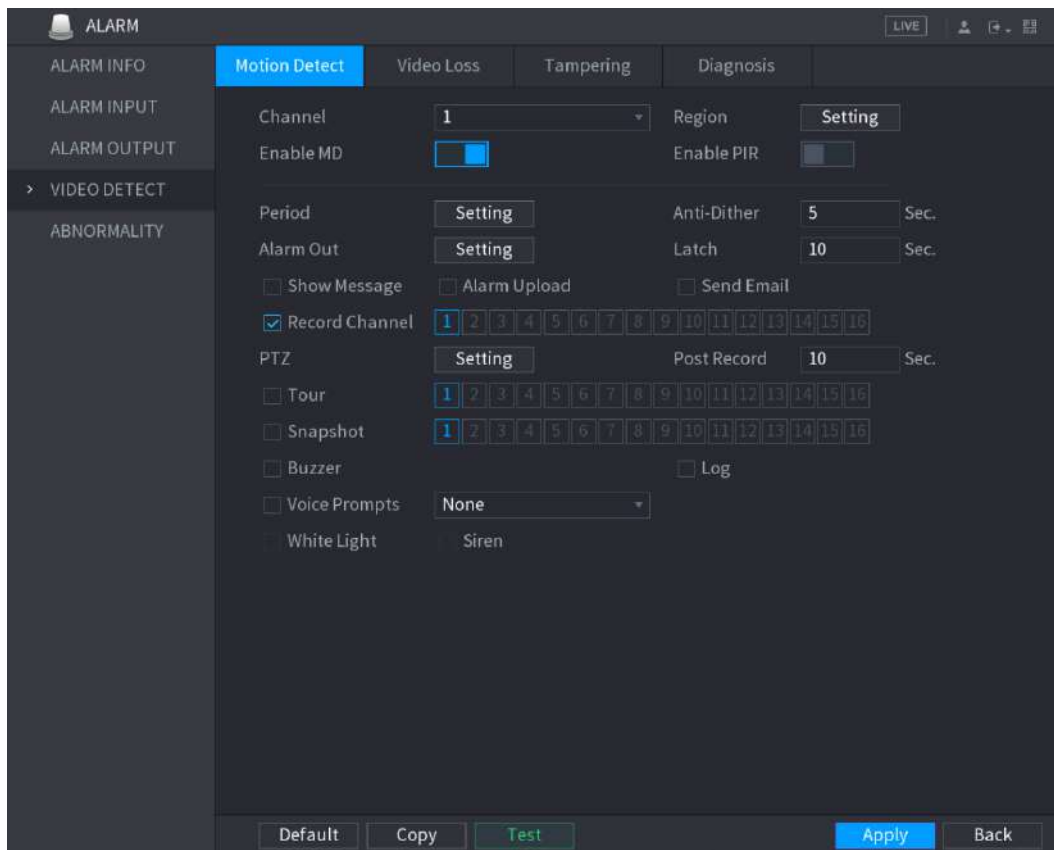 ALARM LIVE
ALARM INFO
ALARM INPUT
ALARM OUTPUT
> VIDEO DETECT
ABNORMALITY
Motion Detect Video Loss Tampering Diagnosis
Channel 1 Region Setting
Enable MD Enable PIR
Period Setting Anti-Dither 5 Sec.
Alarm Out Setting Latch 10 Sec.
Show Message Alarm Upload Send Email
Record Channel 1 2 3 4 5 6 7 8 9 10 11 12 13 14 15 16
PTZ Setting Post Record 10 Sec.
Tour 1 2 3 4 5 6 7 8 9 10 11 12 13 14 15 16
Snapshot 1 2 3 4 5 6 7 8 9 10 11 12 13 14 15 16
Buzzer Log
Voice Prompts None
White Light Siren
Default Copy Test Apply Back